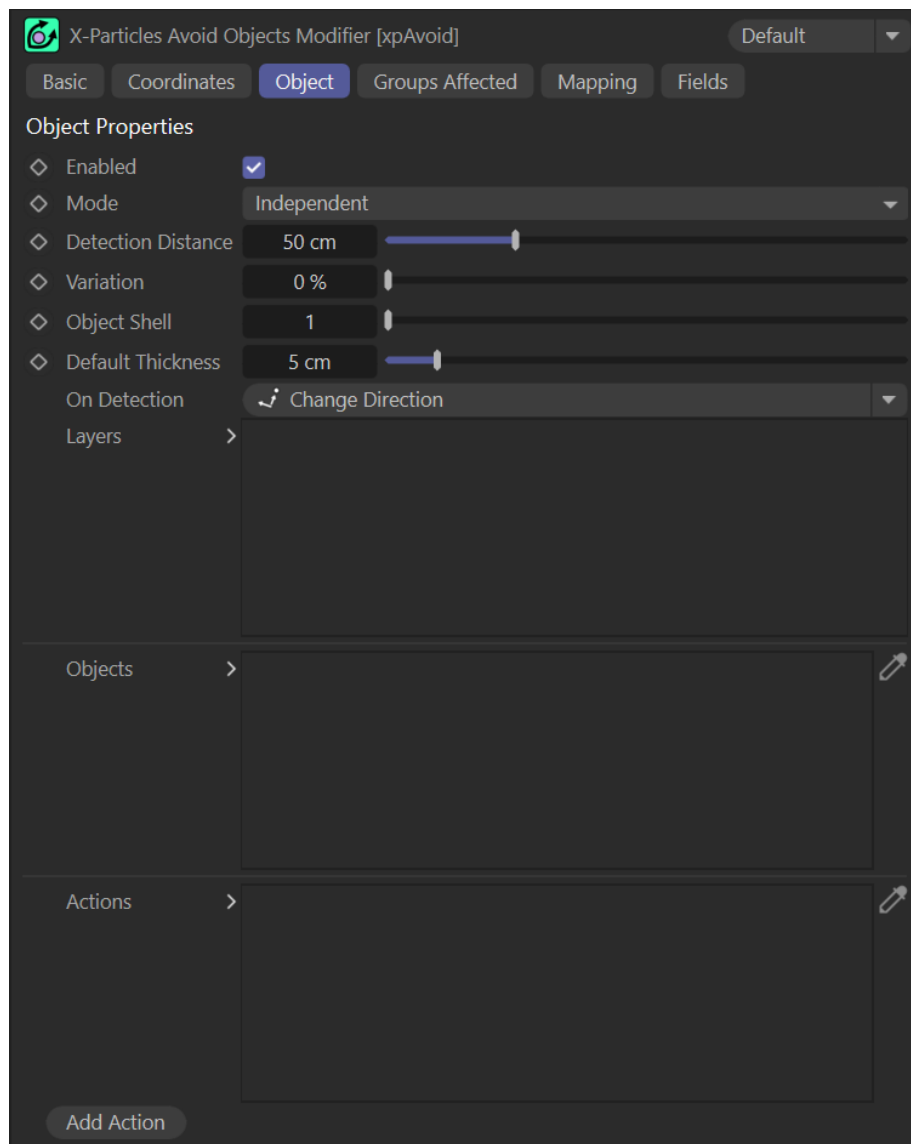 X-Particles Avoid Objects Modifier [xpAvoid] Default
Basic Coordinates Object Groups Affected Mapping Fields
Object Properties
Enabled
Mode Independent
Detection Distance 50 cm
Variation 0 %
Object Shell 1
Default Thickness 5 cm
On Detection Change Direction
Layers
Objects
Actions
Add Action